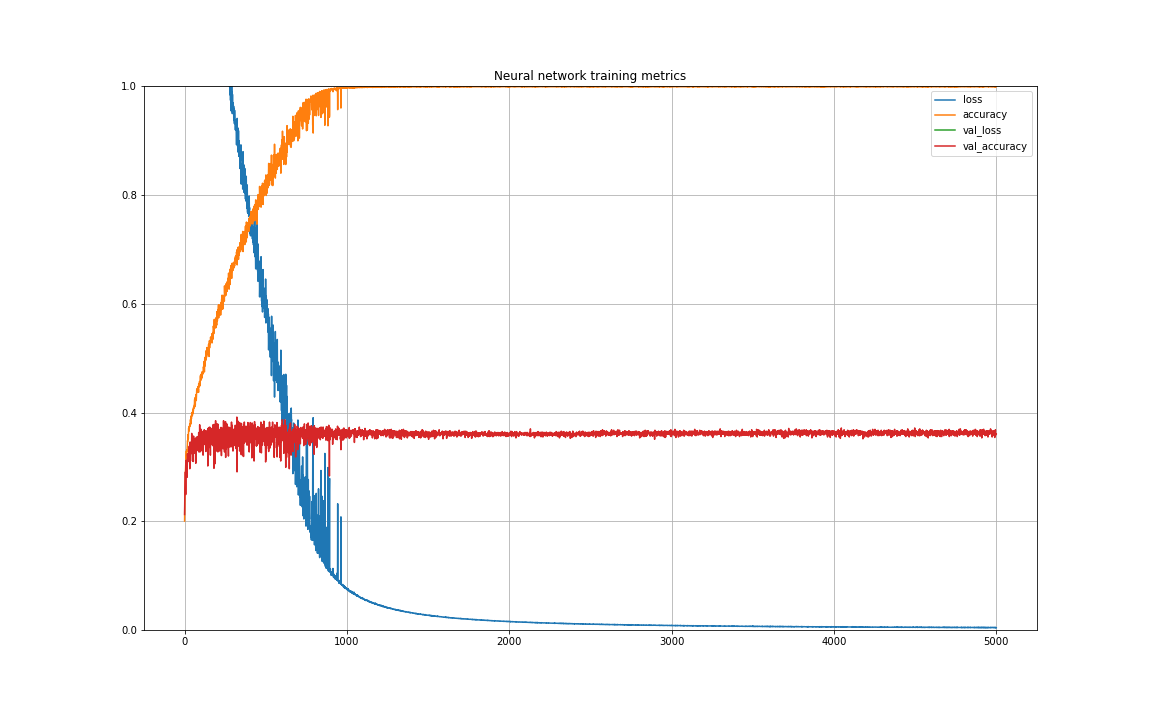 Neural network training metrics
1.0
0.8
0.6
0.4
0.2
0.0
0 1000 2000 3000 4000 5000
loss
accuracy
val_loss
val_accuracy